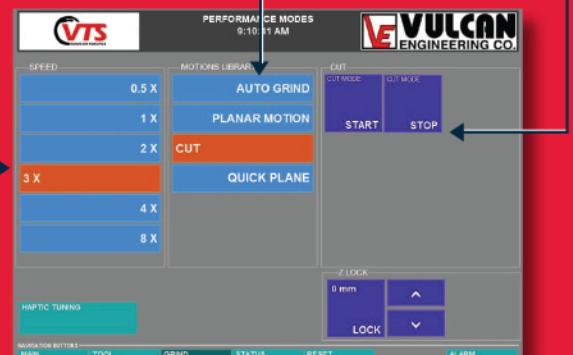 VTS
PERFORMANCE MODES
9:10:41 AM
VE VULCAN
ENGINEERING CO.
SPEED
0.5 X
1 X
2 X
3 X
4 X
8 X
MOTIONS LIBRARY
AUTO GRIND
PLANAR MOTION
CUT
QUICK PLANE
CUT
CUT MODE:
START
CUT MODE:
STOP
Z LOCK
0 mm
LOCK
HAPTIC TUNING
NAVIGATION BUTTONS
MAIN TOOL GRIND STATUS RESET ALARM